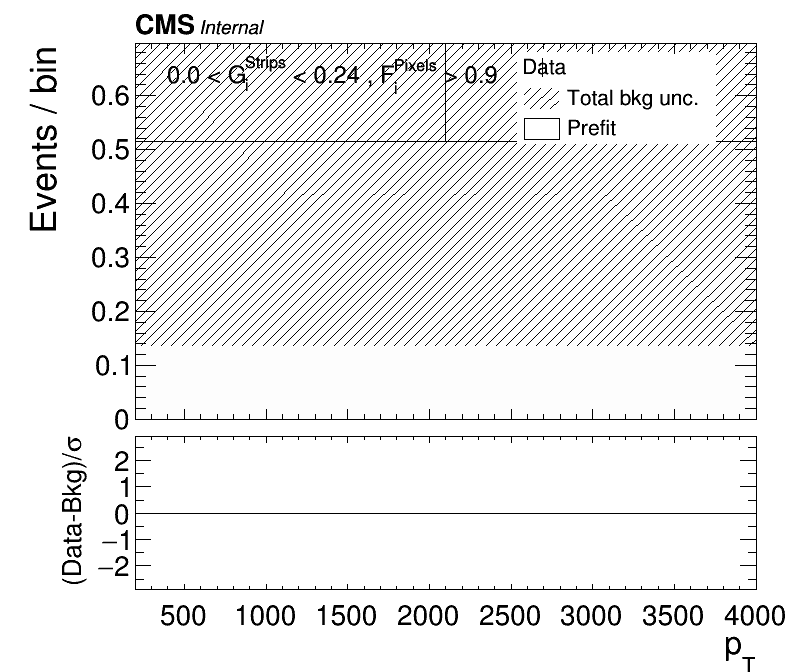 CMS Internal
0.0 < G_i^Strips < 0.24 , F_i^Pixels > 0.9
Data
Total bkg unc.
Prefit
Events / bin
0.6
0.5
0.4
0.3
0.2
0.1
0
(Data-Bkg)/σ
2
1
0
−1
−2
500 1000 1500 2000 2500 3000 3500 4000
p_T